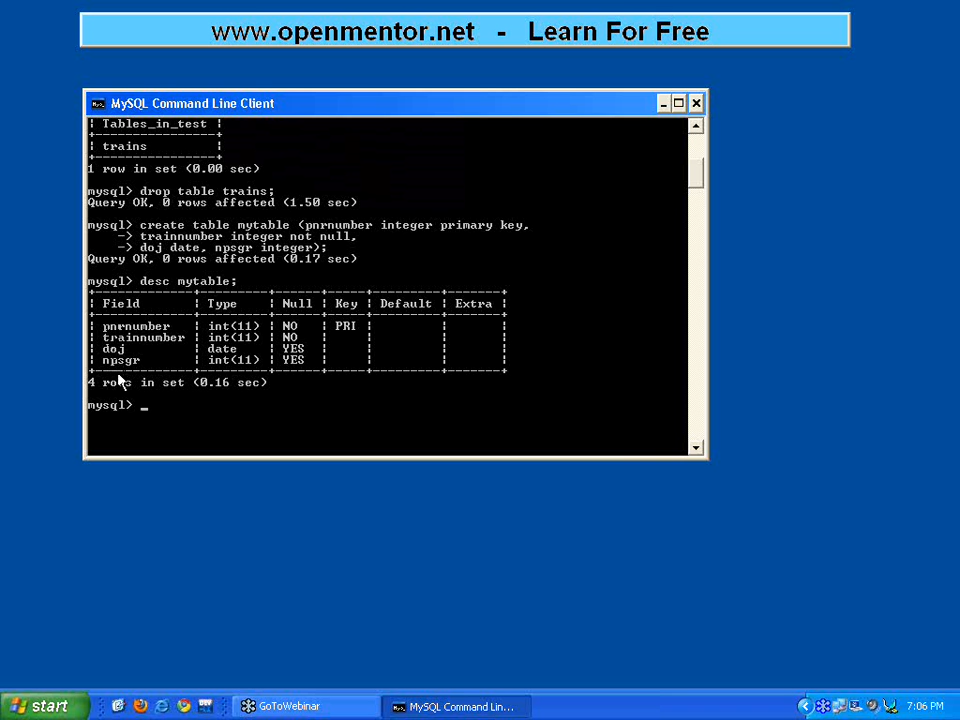 www.openmentor.net - Learn For Free
MySQL Command Line Client
| Tables_in_test |
+----------------+
| trains |
+----------------+
1 row in set (0.00 sec)
mysql> drop table trains;
Query OK, 0 rows affected (1.50 sec)
mysql> create table mytable (pnrnumber integer primary key,
-> trainnumber integer not null,
-> doj date, npsgr integer);
Query OK, 0 rows affected (0.17 sec)
mysql> desc mytable;
+-------------+---------+------+-----+---------+-------+
| Field | Type | Null | Key | Default | Extra |
+-------------+---------+------+-----+---------+-------+
| pnrnumber | int(11) | NO | PRI | | |
| trainnumber | int(11) | NO | | | |
| doj | date | YES | | | |
| npsgr | int(11) | YES | | | |
+-------------+---------+------+-----+---------+-------+
4 rows in set (0.16 sec)
mysql> _
start
GoToWebinar
MySQL Command Lin...
7:06 PM